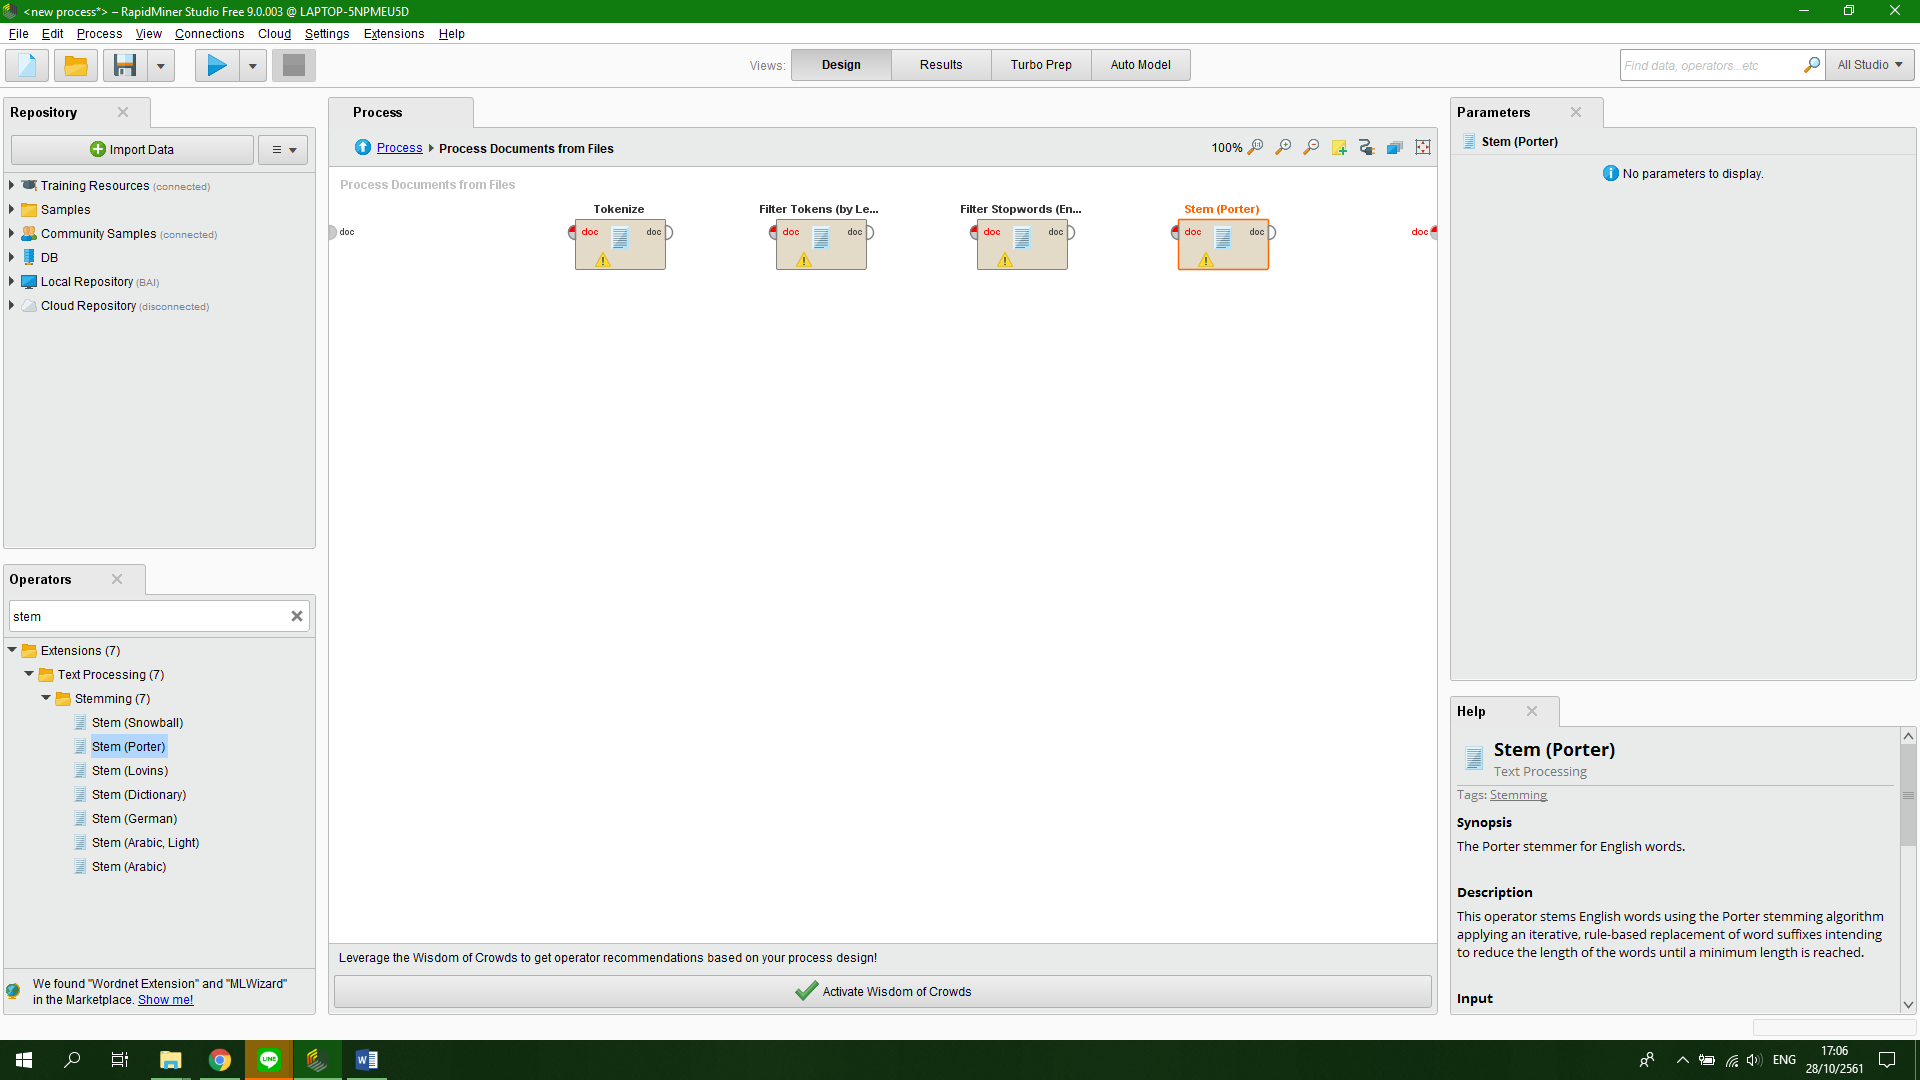 <new process*> – RapidMiner Studio Free 9.0.003 @ LAPTOP-5NPMEU5D
File Edit Process View Connections Cloud Settings Extensions Help
Views: Design Results Turbo Prep Auto Model
Find data, operators...etc All Studio
Repository
Import Data
Training Resources (connected)
Samples
Community Samples (connected)
DB
Local Repository (BAI)
Cloud Repository (disconnected)
Operators
stem
Extensions (7)
Text Processing (7)
Stemming (7)
Stem (Snowball)
Stem (Porter)
Stem (Lovins)
Stem (Dictionary)
Stem (German)
Stem (Arabic, Light)
Stem (Arabic)
We found "Wordnet Extension" and "MLWizard"
in the Marketplace. Show me!
Process
Process Process Documents from Files 100%
Process Documents from Files
Tokenize Filter Tokens (by Le... Filter Stopwords (En... Stem (Porter)
doc doc doc doc doc doc doc doc doc doc
Leverage the Wisdom of Crowds to get operator recommendations based on your process design!
Activate Wisdom of Crowds
Parameters
Stem (Porter)
No parameters to display.
Help
Stem (Porter)
Text Processing
Tags: Stemming
Synopsis
The Porter stemmer for English words.
Description
This operator stems English words using the Porter stemming algorithm
applying an iterative, rule-based replacement of word suffixes intending
to reduce the length of the words until a minimum length is reached.
Input
LINE
W
ENG
17:06
28/10/2561